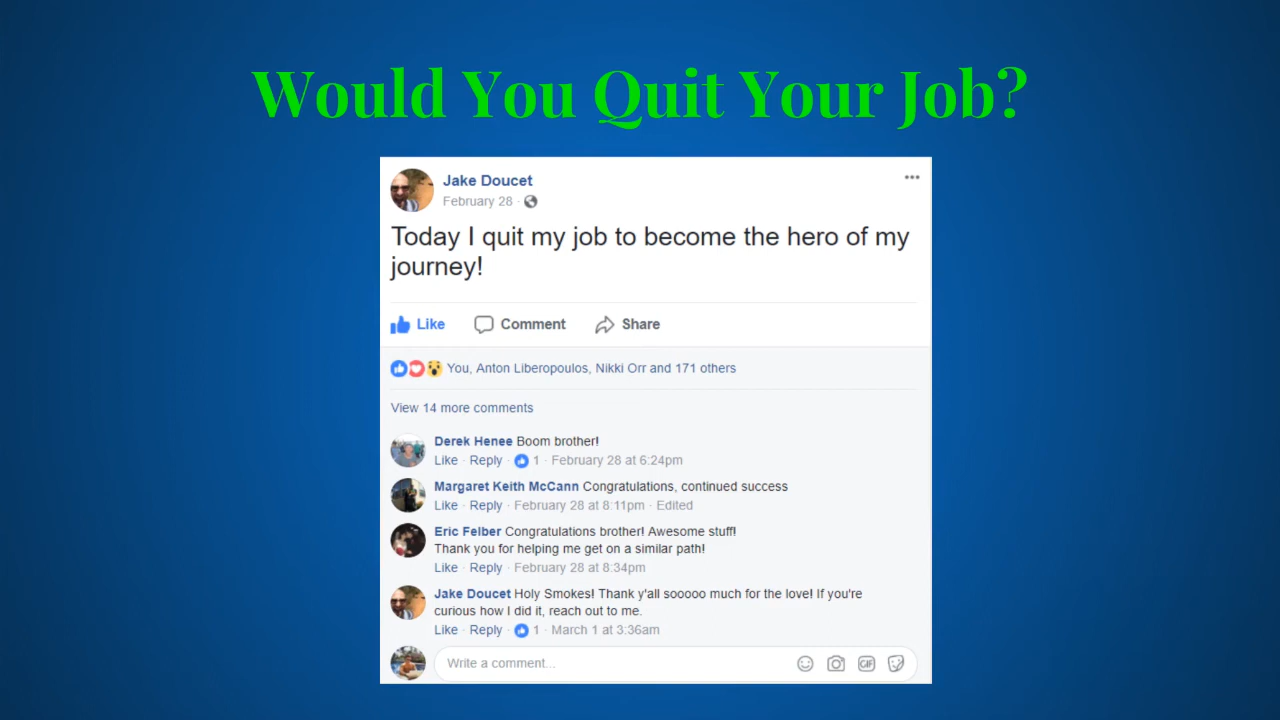 Would You Quit Your Job?
Jake Doucet
February 28 ·
Today I quit my job to become the hero of my
journey!
Like Comment Share
You, Anton Liberopoulos, Nikki Orr and 171 others
View 14 more comments
Derek Henee Boom brother!
Like · Reply · 1 · February 28 at 6:24pm
Margaret Keith McCann Congratulations, continued success
Like · Reply · February 28 at 8:11pm · Edited
Eric Felber Congratulations brother! Awesome stuff!
Thank you for helping me get on a similar path!
Like · Reply · February 28 at 8:34pm
Jake Doucet Holy Smokes! Thank y'all sooooo much for the love! If you're
curious how I did it, reach out to me.
Like · Reply · 1 · March 1 at 3:36am
Write a comment... GIF